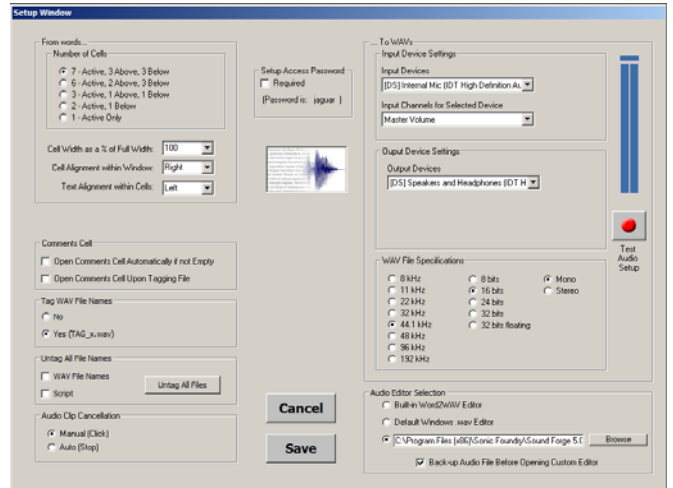 Setup Window
From words...
Number of Cells
7 - Active, 3 Above, 3 Below
6 - Active, 2 Above, 3 Below
3 - Active, 1 Above, 1 Below
2 - Active, 1 Below
1 - Active Only
Cell Width as a % of Full Width: 100
Cell Alignment within Window: Right
Text Alignment within Cells: Left
Comments Cell
Open Comments Cell Automatically if not Empty
Open Comments Cell Upon Tagging File
Tag WAV File Names
No
Yes (TAG_x.wav)
Untag All File Names
WAV File Names
Script
Untag All Files
Audio Clip Cancellation
Manual (Click)
Auto (Stop)
Setup Access Password
Required
(Password is: jaguar )
Cancel
Save
... To WAVs
Input Device Settings
Input Devices
[DS] Internal Mic (IDT High Definition Au
Input Channels for Selected Device
Master Volume
Ouput Device Settings
Output Devices
[DS] Speakers and Headphones (IDT H
Test
Audio
Setup
WAV File Specifications
8 kHz
11 kHz
22 kHz
32 kHz
44.1 kHz
48 kHz
96 kHz
192 kHz
8 bits
16 bits
24 bits
32 bits
32 bits floating
Mono
Stereo
Audio Editor Selection
Built-in Word2WAV Editor
Default Windows .wav Editor
C:\Program Files (x86)\Sonic Foundry\Sound Forge 5.0
Browse
Back-up Audio File Before Opening Custom Editor